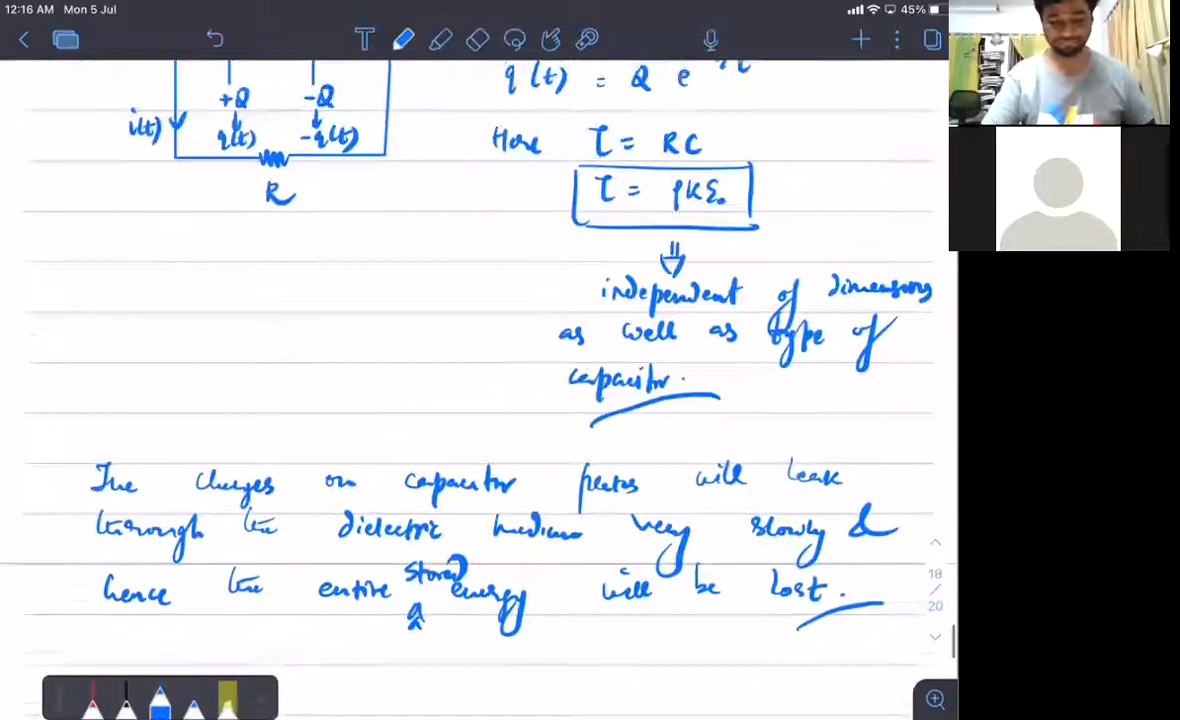 12:16 AM Mon 5 Jul
45%
T
+Q -Q
i(t) q(t) -q(t)
R
q(t) = Q e
Here τ = RC
τ = ρKε₀
independent of dimensions
as well as type of
capacitor.
The charges on capacitor plates will leak
through the dielectric medium very slowly &
hence the entire stored energy will be lost.
18
/
20